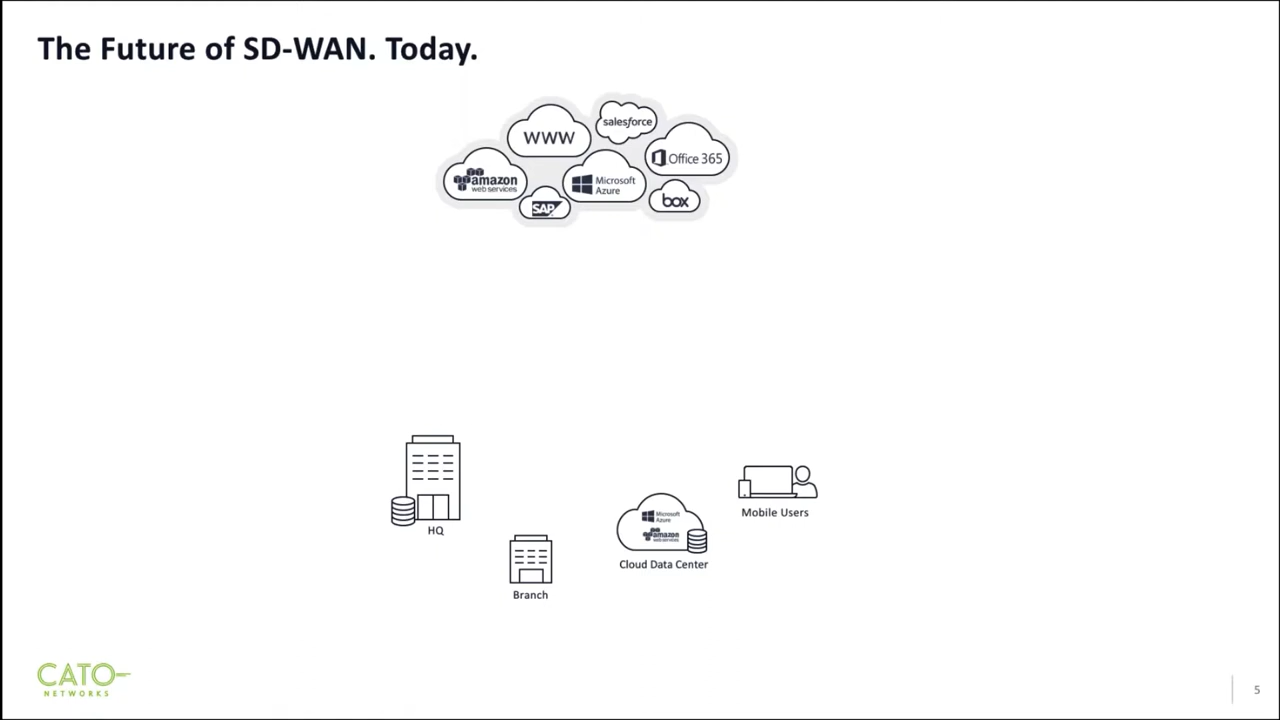 The Future of SD-WAN. Today.
www
salesforce
Office 365
amazon
web services
Microsoft
Azure
SAP
box
HQ
Branch
Microsoft
Azure
amazon
web services
Cloud Data Center
Mobile Users
CATO
NETWORKS
5